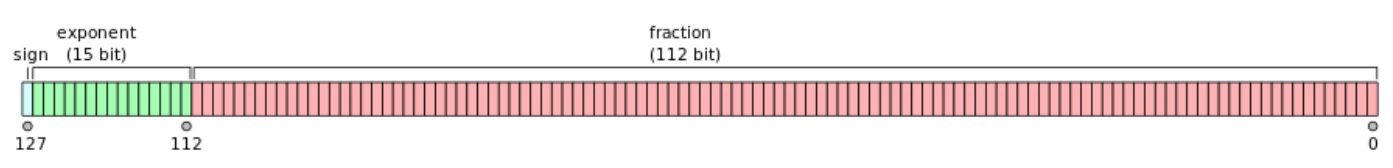 exponent
fraction
sign
(15 bit)
(112 bit)
127
112
0